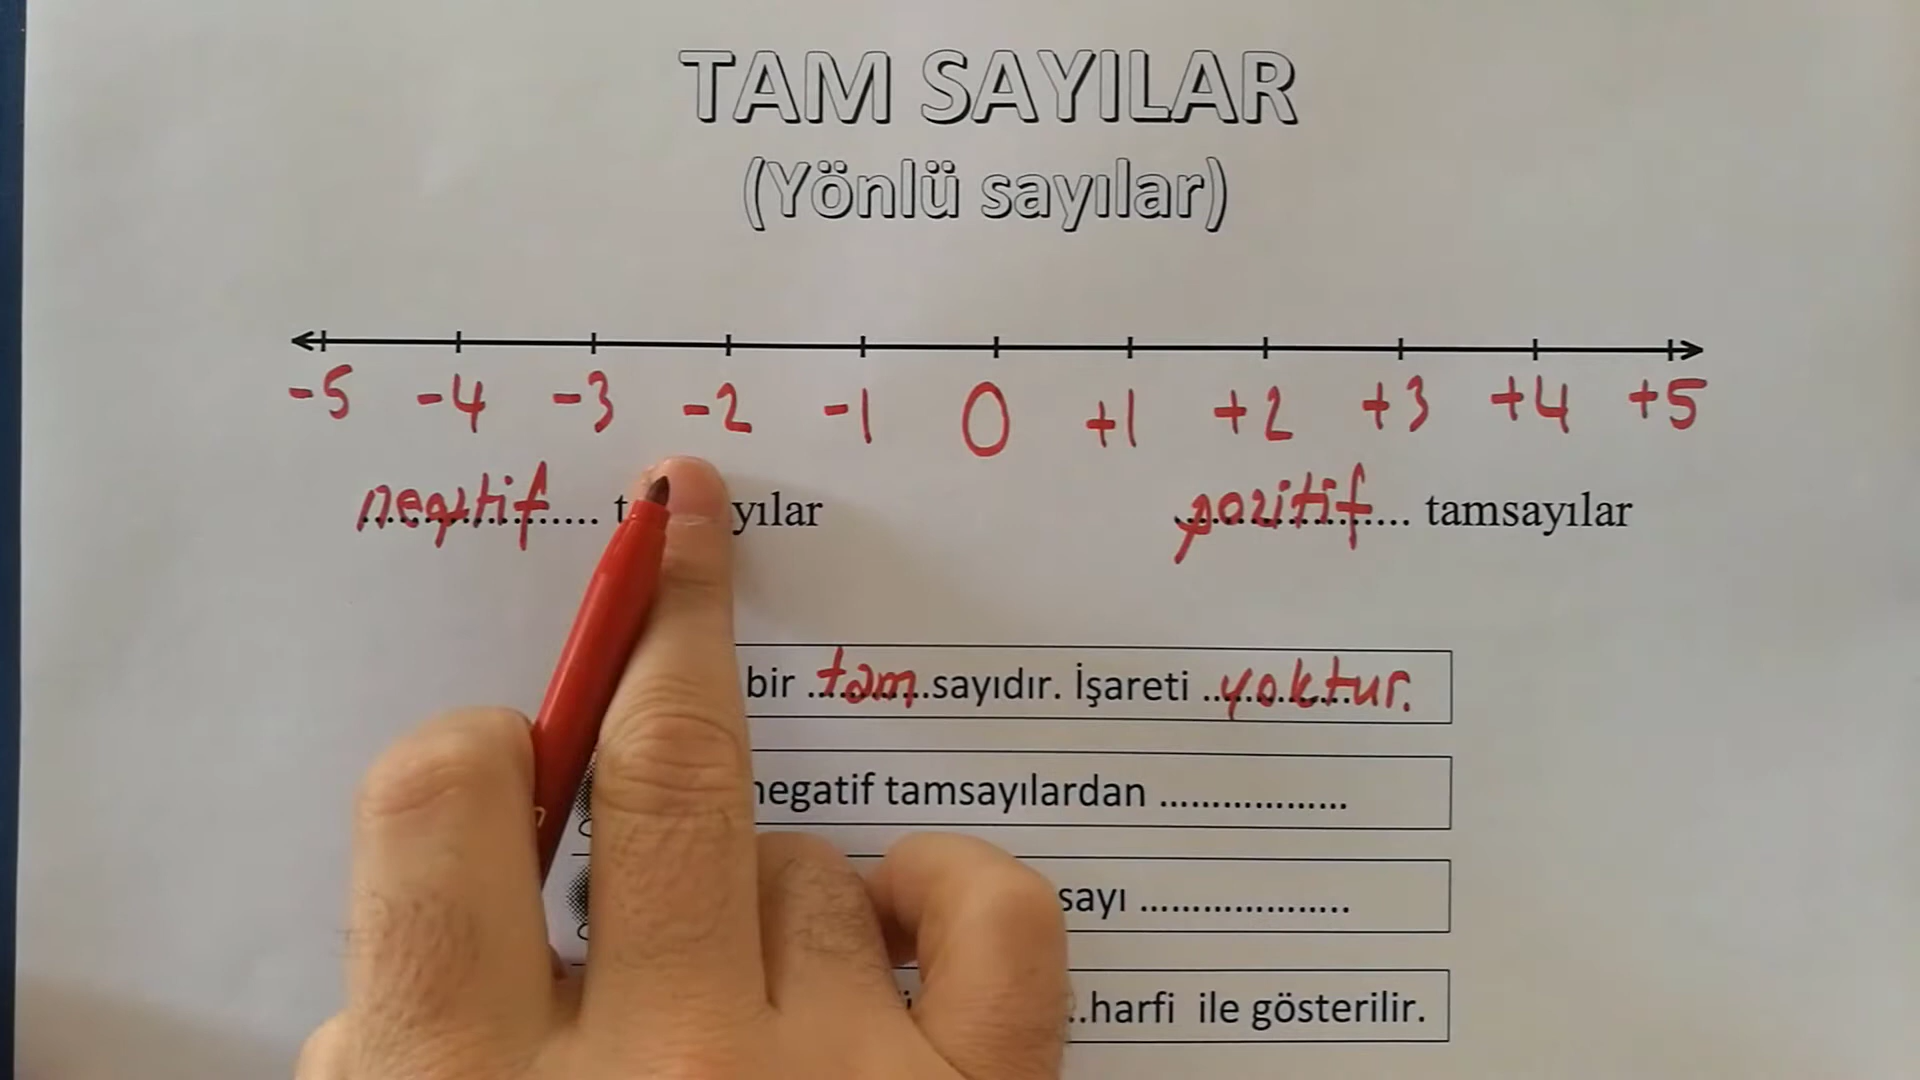 TAM SAYILAR
(Yönlü sayılar)
-5 -4 -3 -2 -1 0 +1 +2 +3 +4 +5
negatif tamsayılar pozitif tamsayılar
bir tam sayıdır. İşareti yoktur.
negatif tamsayılardan ..................
sayı ....................
harfi ile gösterilir.